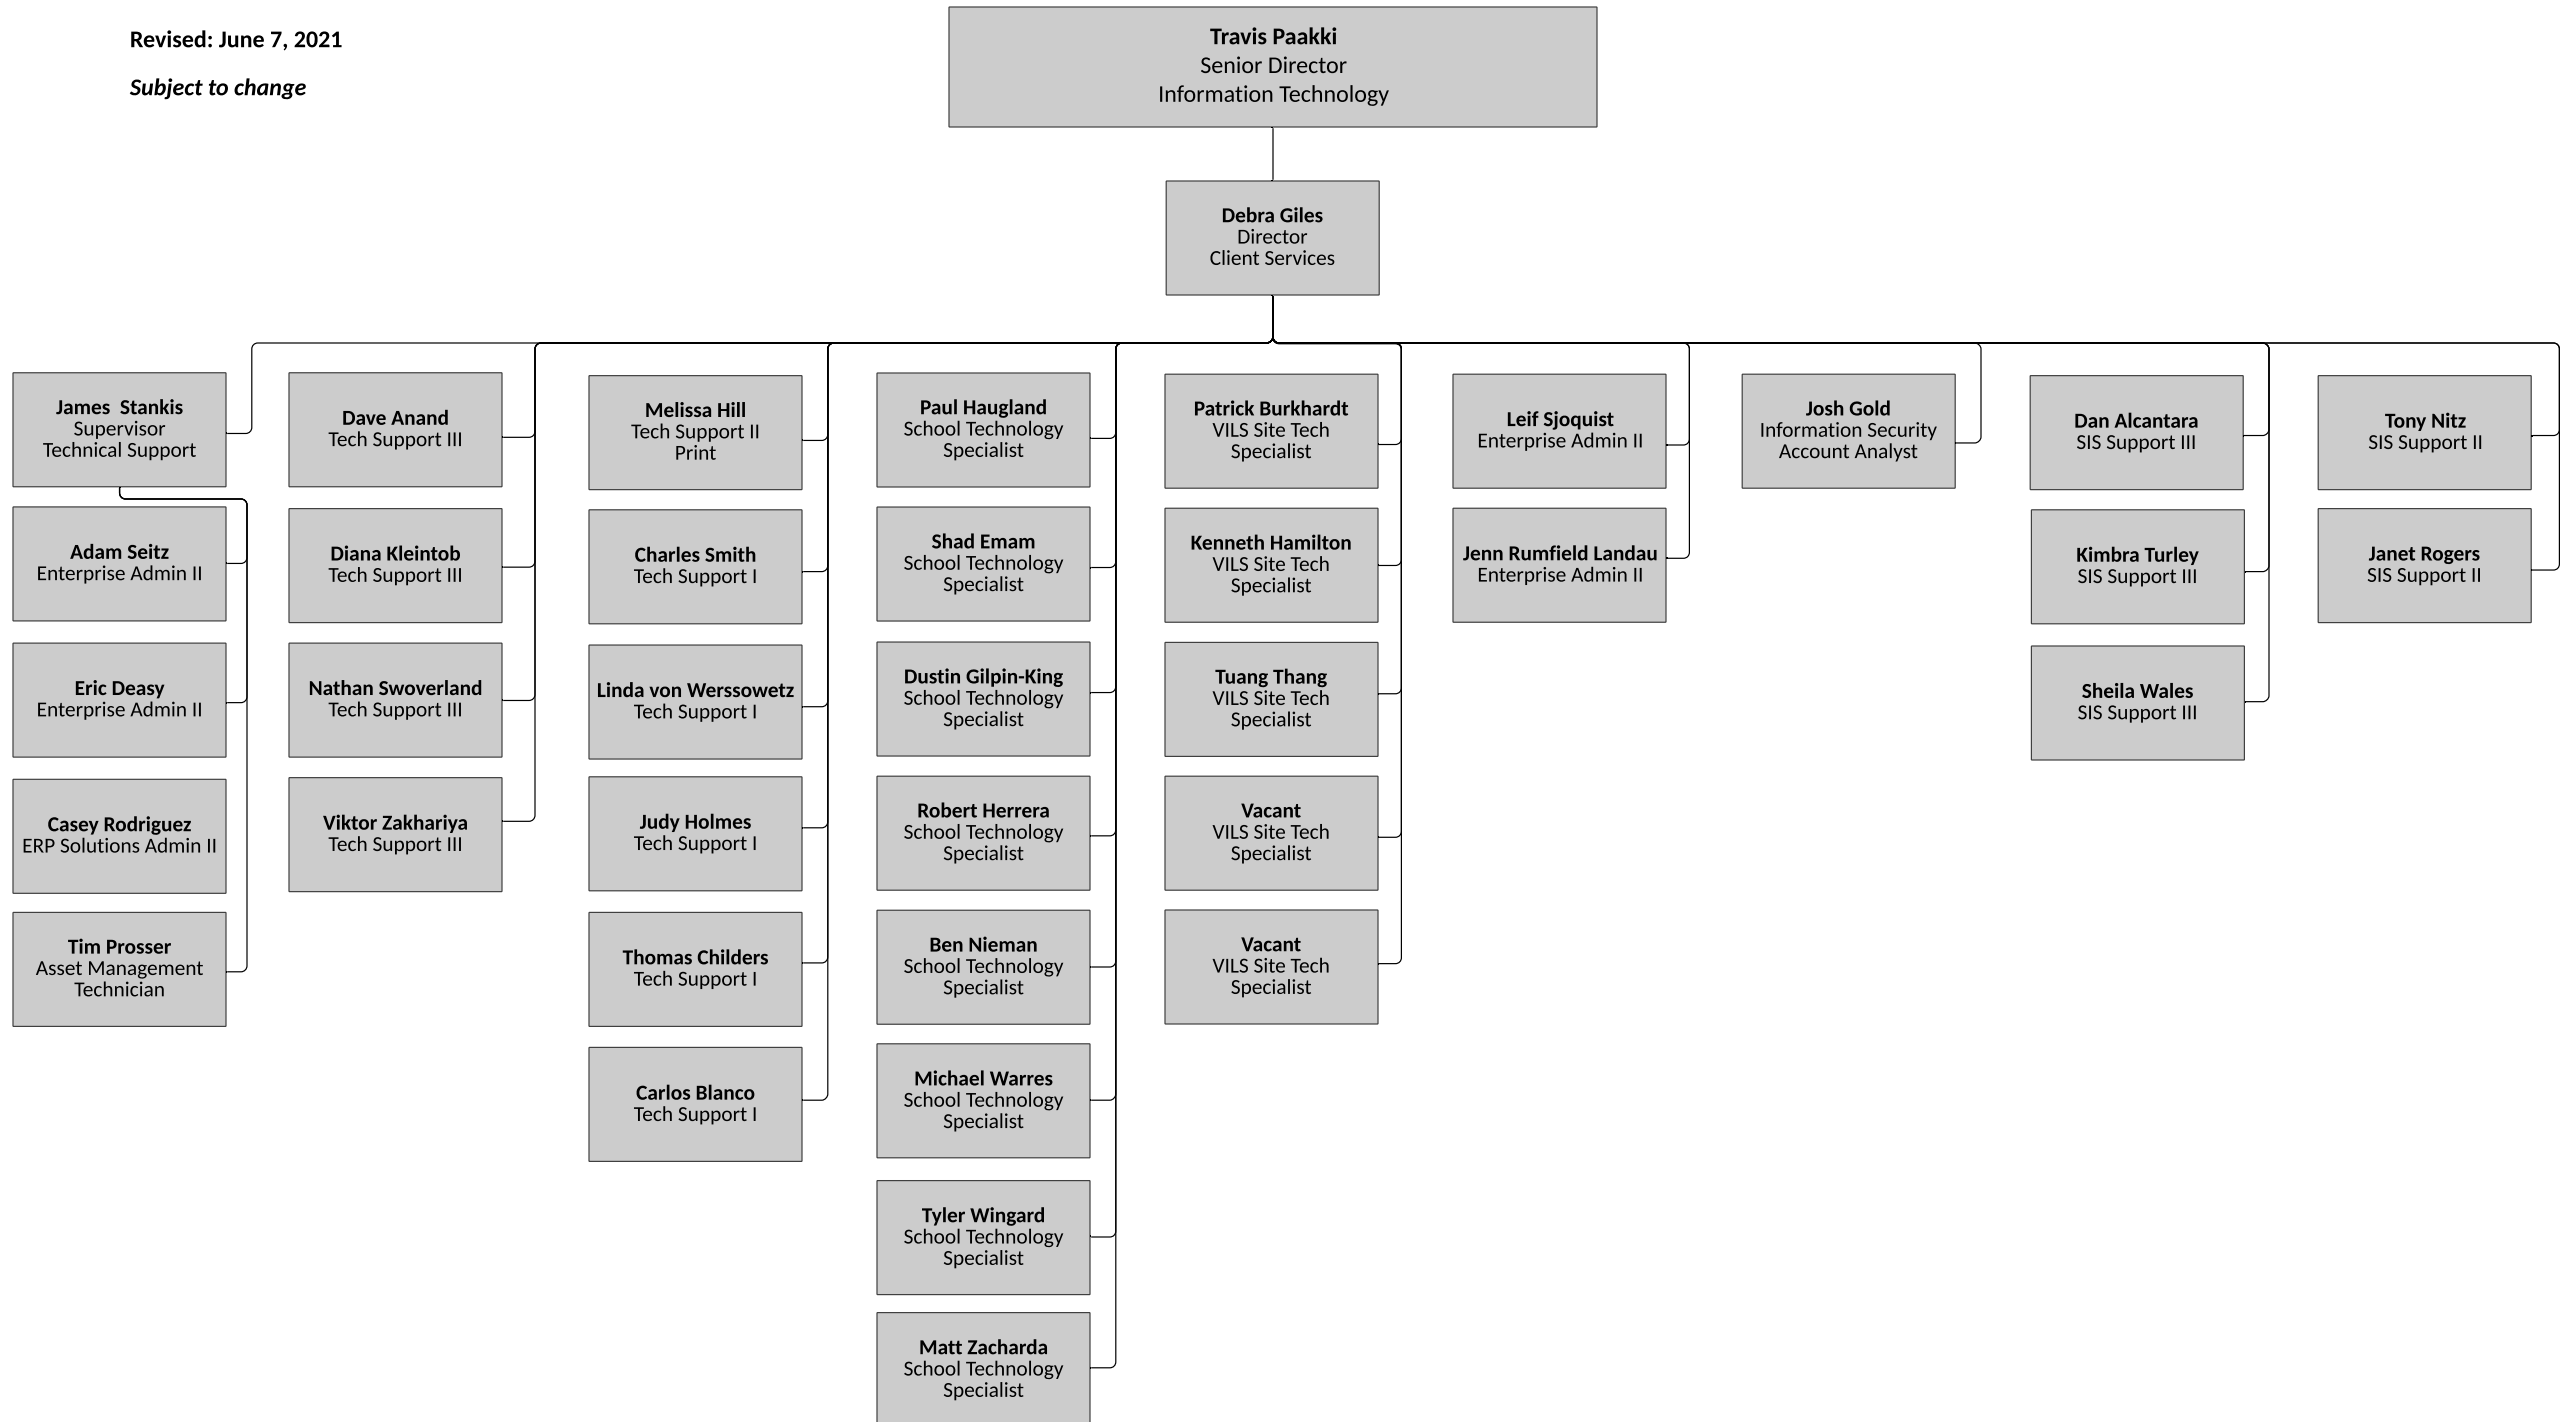 Revised: June 7, 2021
Subject to change
Travis Paakki
Senior Director
Information Technology
Debra Giles
Director
Client Services
James  Stankis
Supervisor
Technical Support
Adam Seitz
Enterprise Admin II
Eric Deasy
Enterprise Admin II
Casey Rodriguez
ERP Solutions Admin II
Tim Prosser
Asset Management
Technician
Dave Anand
Tech Support III
Diana Kleintob
Tech Support III
Nathan Swoverland
Tech Support III
Viktor Zakhariya
Tech Support III
Melissa Hill
Tech Support II
Print
Charles Smith
Tech Support I
Linda von Werssowetz
Tech Support I
Judy Holmes
Tech Support I
Thomas Childers
Tech Support I
Carlos Blanco
Tech Support I
Paul Haugland
School Technology
Specialist
Shad Emam
School Technology
Specialist
Dustin Gilpin-King
School Technology
Specialist
Robert Herrera
School Technology
Specialist
Ben Nieman
School Technology
Specialist
Michael Warres
School Technology
Specialist
Tyler Wingard
School Technology
Specialist
Matt Zacharda
School Technology
Specialist
Patrick Burkhardt
VILS Site Tech
Specialist
Kenneth Hamilton
VILS Site Tech
Specialist
Tuang Thang
VILS Site Tech
Specialist
Vacant
VILS Site Tech
Specialist
Vacant
VILS Site Tech
Specialist
Leif Sjoquist
Enterprise Admin II
Jenn Rumfield Landau
Enterprise Admin II
Josh Gold
Information Security
Account Analyst
Dan Alcantara
SIS Support III
Kimbra Turley
SIS Support III
Sheila Wales
SIS Support III
Tony Nitz
SIS Support II
Janet Rogers
SIS Support II